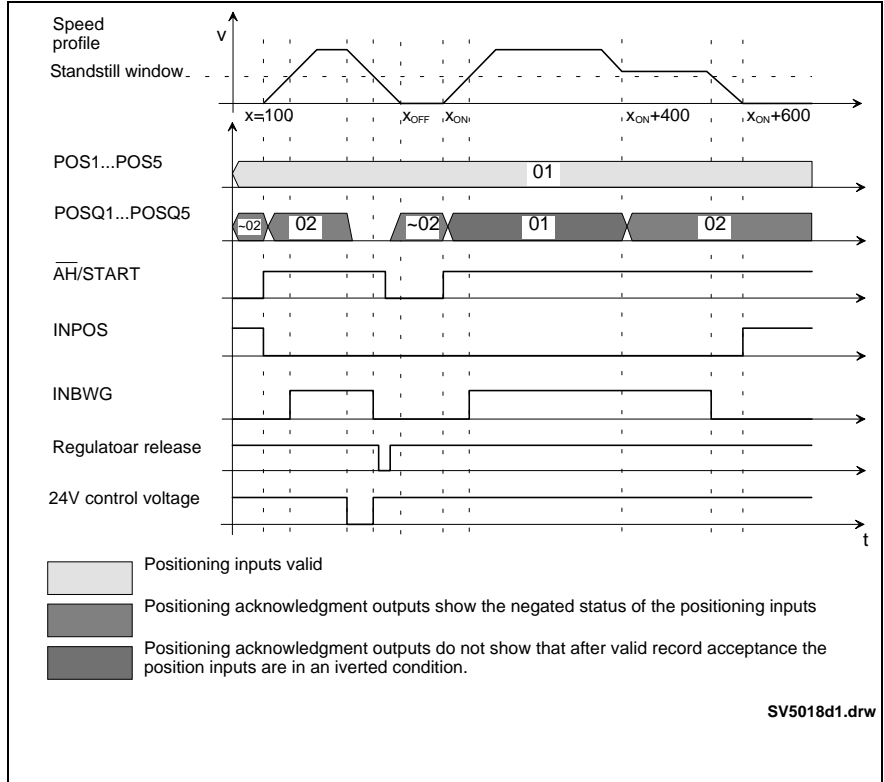 Speed
profile
v
Standstill window
x=100
xOFF
xON
xON+400
xON+600
POS1...POS5
01
POSQ1...POSQ5
~02
02
~02
01
02
A̅H̅/START
INPOS
INBWG
Regulatoar release
24V control voltage
t
Positioning inputs valid
Positioning acknowledgment outputs show the negated status of the positioning inputs
Positioning acknowledgment outputs do not show that after valid record acceptance the
position inputs are in an iverted condition.
SV5018d1.drw